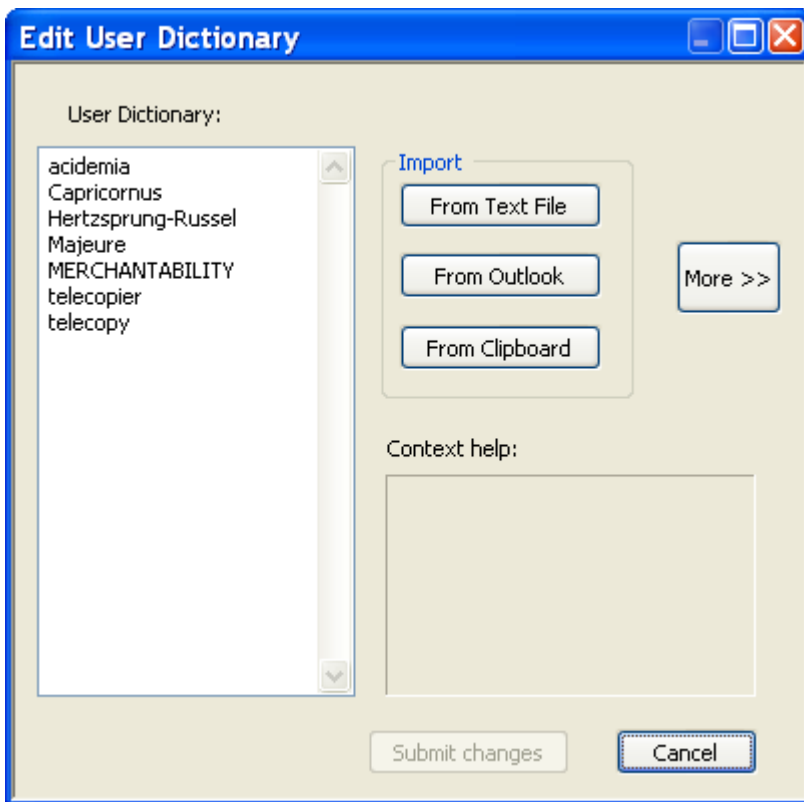 Edit User Dictionary
User Dictionary:
acidemia
Capricornus
Hertzsprung-Russel
Majeure
MERCHANTABILITY
telecopier
telecopy
Import
From Text File
From Outlook
From Clipboard
More >>
Context help:
Submit changes
Cancel